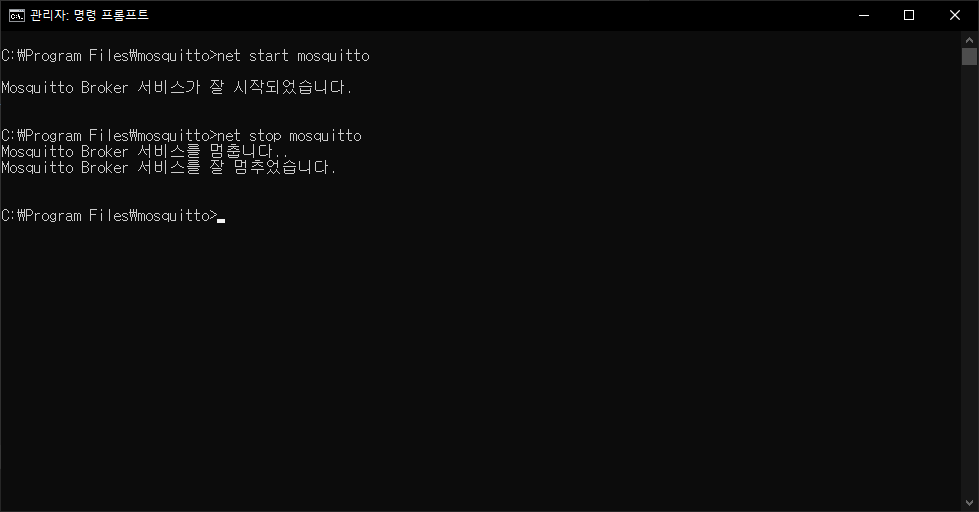 관리자: 명령 프롬프트
C:₩Program Files₩mosquitto>net start mosquitto
Mosquitto Broker 서비스가 잘 시작되었습니다.
C:₩Program Files₩mosquitto>net stop mosquitto
Mosquitto Broker 서비스를 멈춥니다..
Mosquitto Broker 서비스를 잘 멈추었습니다.
C:₩Program Files₩mosquitto>